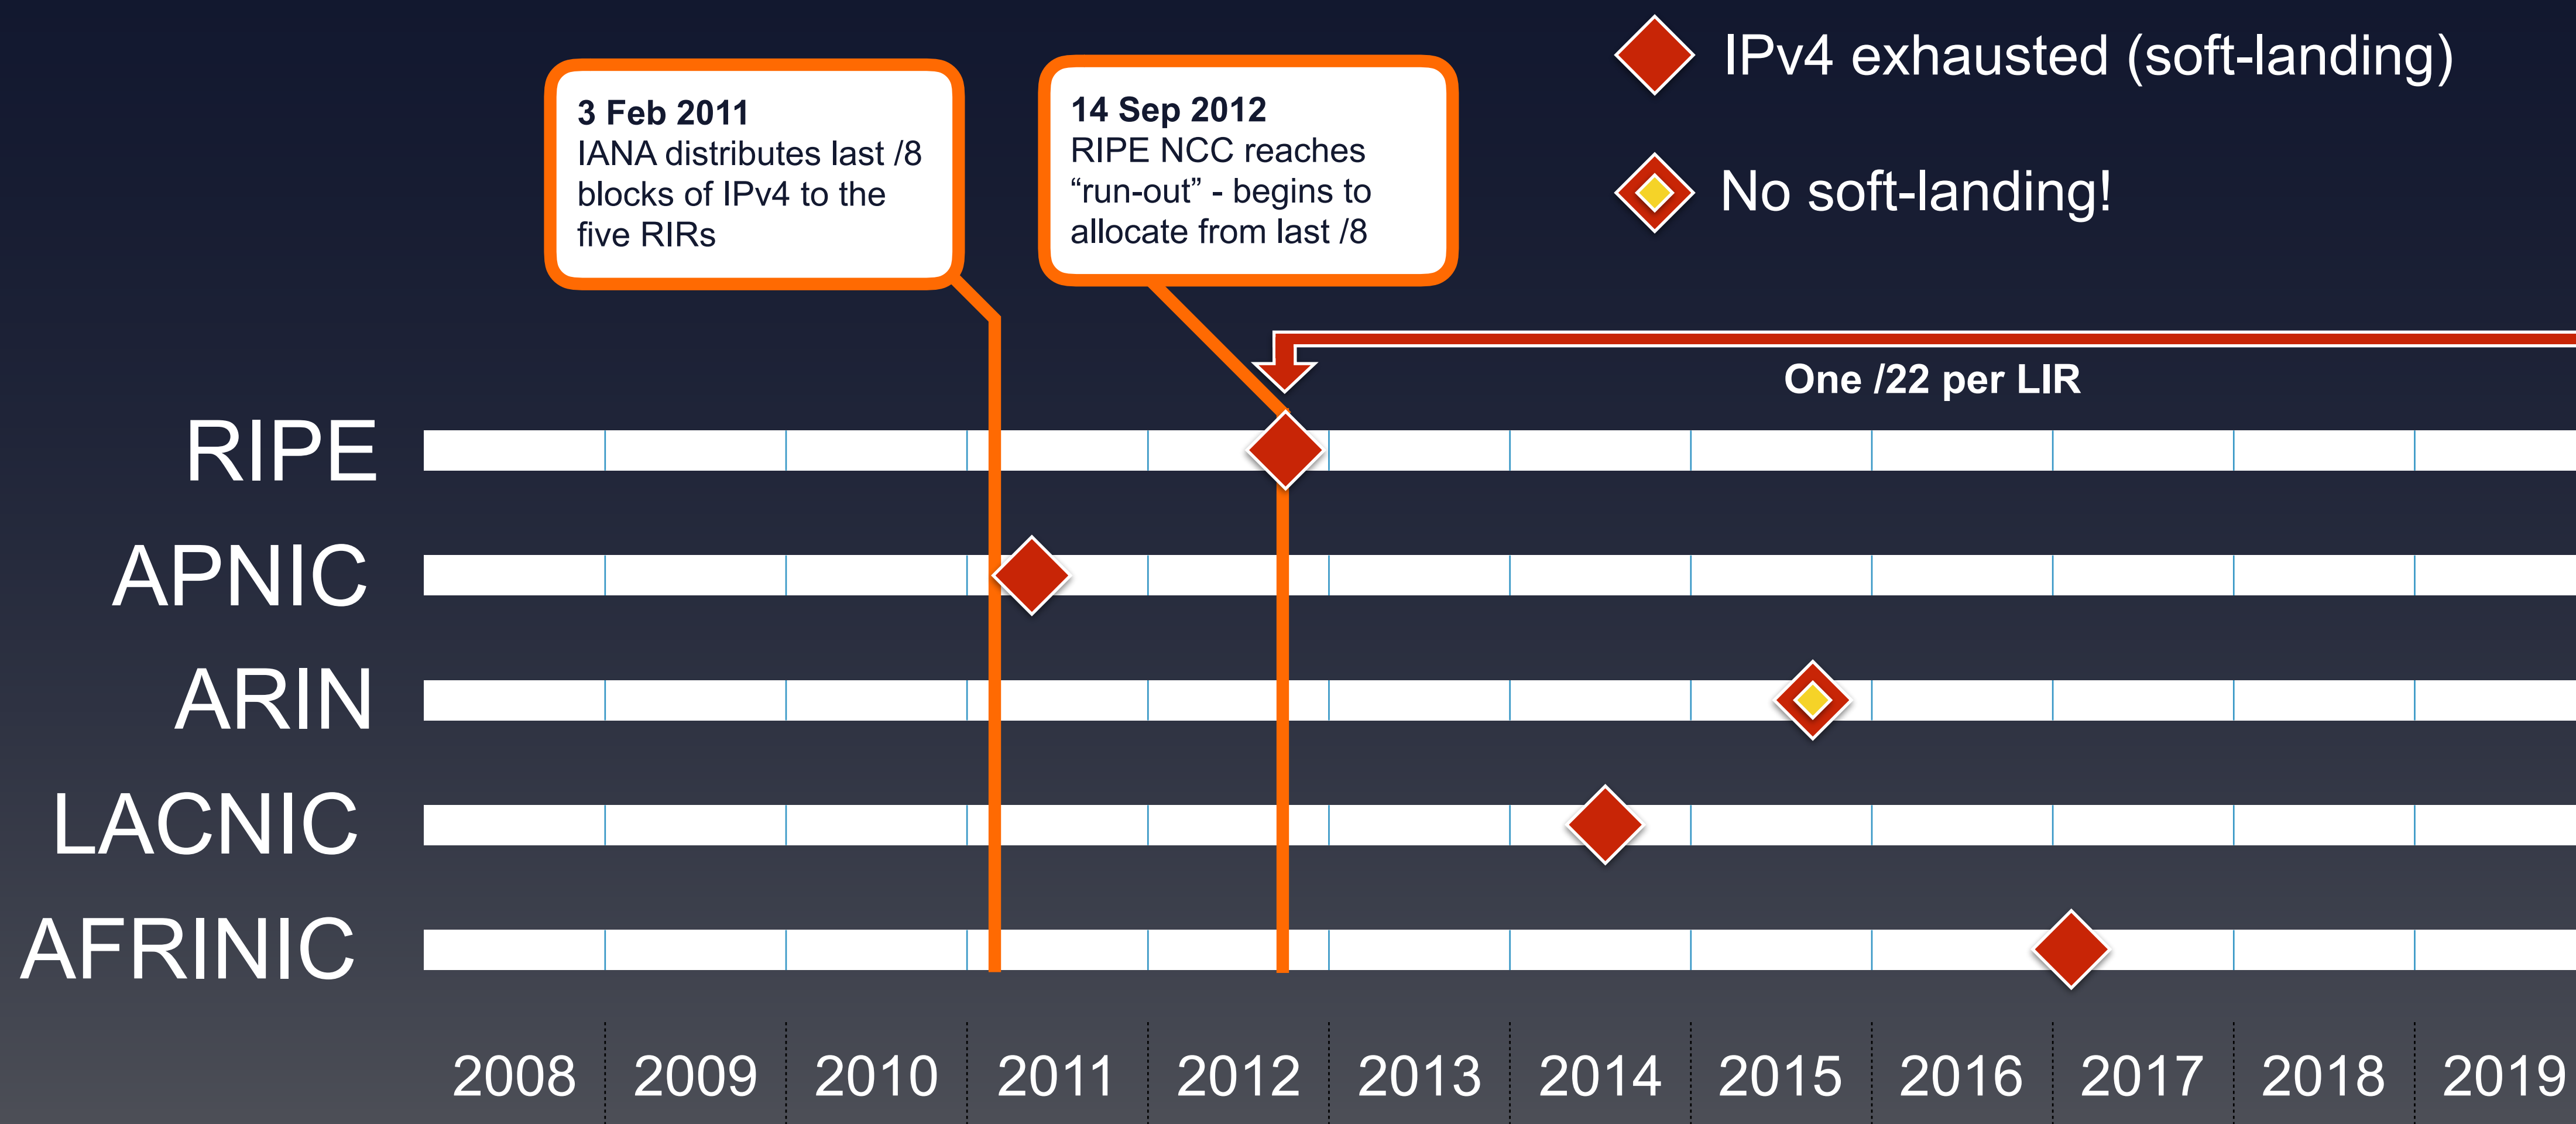 IPv4 exhausted (soft-landing)
No soft-landing!
3 Feb 2011
IANA distributes last /8
blocks of IPv4 to the
five RIRs
14 Sep 2012
RIPE NCC reaches
“run-out” - begins to
allocate from last /8
One /22 per LIR
RIPE
APNIC
ARIN
LACNIC
AFRINIC
2008 2009 2010 2011 2012 2013 2014 2015 2016 2017 2018 2019